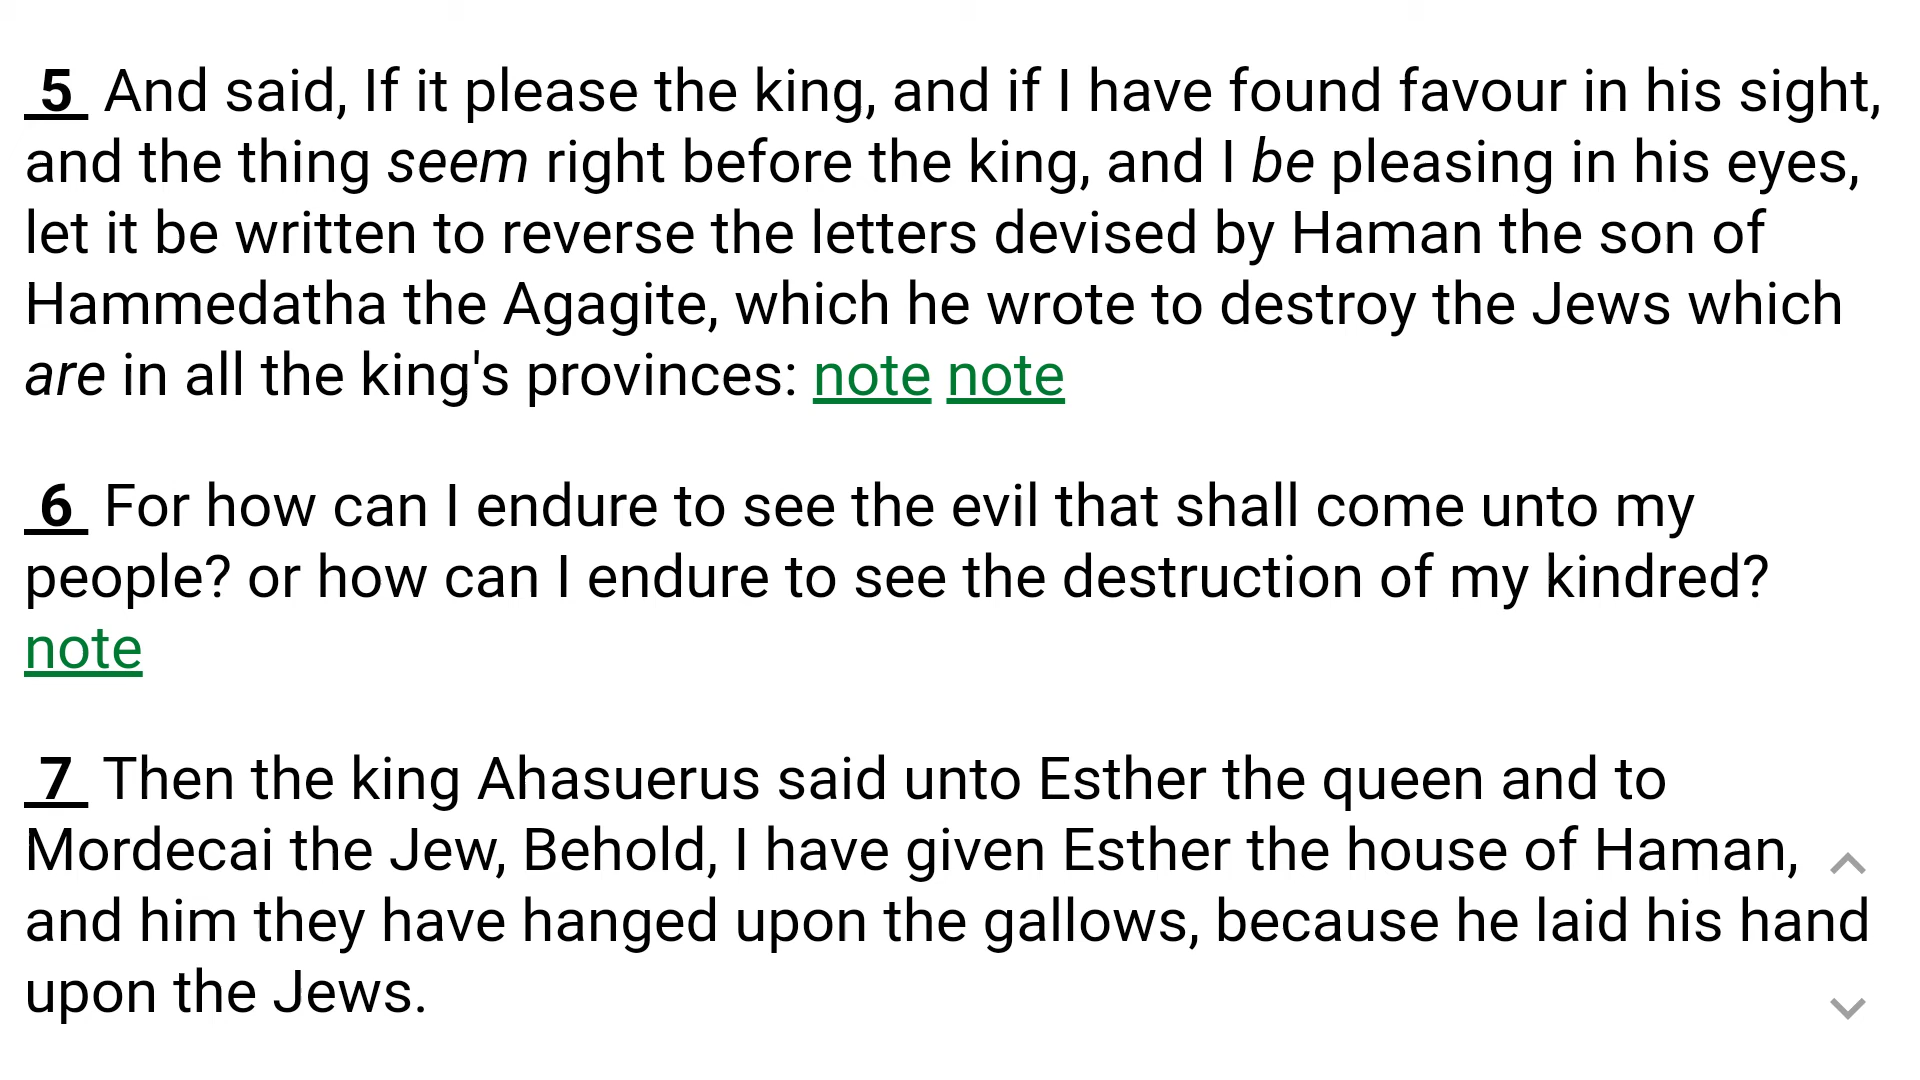 5 And said, If it please the king, and if I have found favour in his sight,
and the thing seem right before the king, and I be pleasing in his eyes,
let it be written to reverse the letters devised by Haman the son of
Hammedatha the Agagite, which he wrote to destroy the Jews which
are in all the king's provinces: note note
6 For how can I endure to see the evil that shall come unto my
people? or how can I endure to see the destruction of my kindred?
note
7 Then the king Ahasuerus said unto Esther the queen and to
Mordecai the Jew, Behold, I have given Esther the house of Haman,
and him they have hanged upon the gallows, because he laid his hand
upon the Jews.